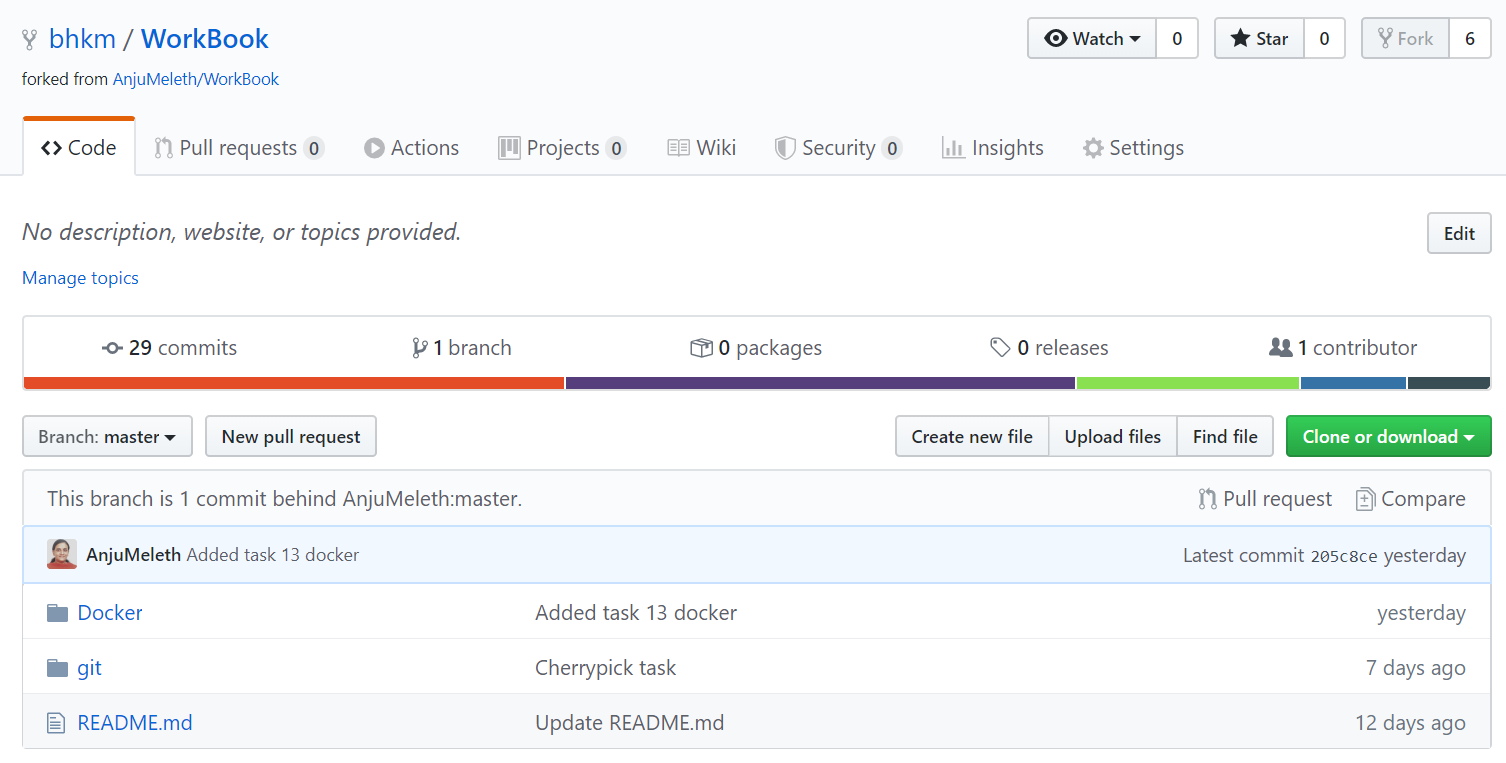 bhkm / WorkBook
Watch 0 Star 0 Fork 6
forked from AnjuMeleth/WorkBook
Code Pull requests 0 Actions Projects 0 Wiki Security 0 Insights Settings
No description, website, or topics provided.
Edit
Manage topics
29 commits 1 branch 0 packages 0 releases 1 contributor
Branch: master New pull request Create new file Upload files Find file Clone or download
This branch is 1 commit behind AnjuMeleth:master. Pull request Compare
AnjuMeleth Added task 13 docker Latest commit 205c8ce yesterday
Docker Added task 13 docker yesterday
git Cherrypick task 7 days ago
README.md Update README.md 12 days ago